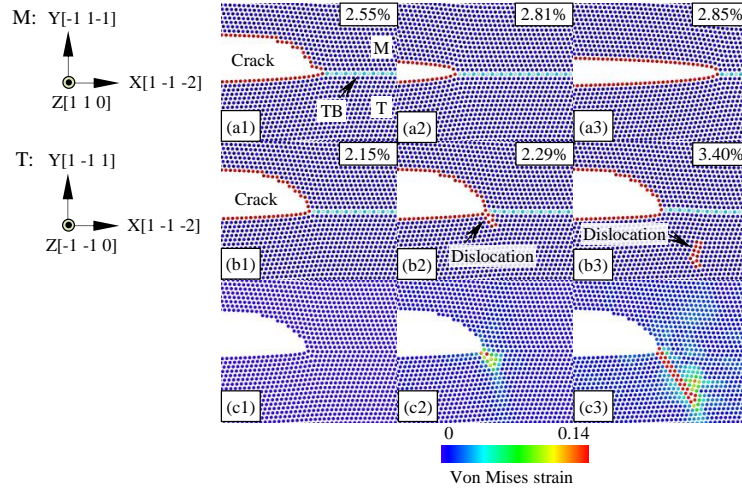 M:
Y[-1 1-1]
X[1 -1 -2]
Z[1 1 0]
2.55%
2.81%
2.85%
Crack
M
TB
T
(a1)
(a2)
(a3)
T:
Y[1 -1 1]
X[1 -1 -2]
Z[-1 -1 0]
2.15%
2.29%
3.40%
Crack
Dislocation
Dislocation
(b1)
(b2)
(b3)
(c1)
(c2)
(c3)
0
0.14
Von Mises strain